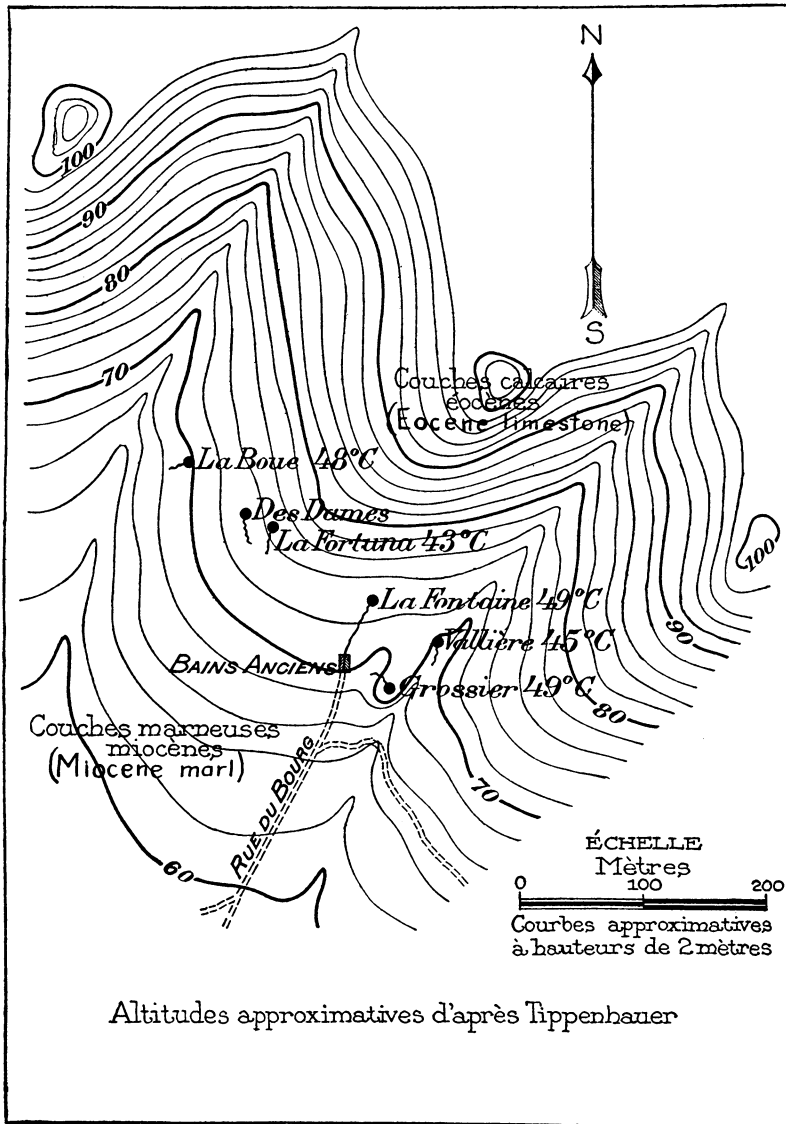 N
S
100
90
80
70
Couches calcaires
éocènes
(Eocene limestone)
La Boue 48°C
Des Dames
La Fortuna 43°C
100
La Fontaine 49°C
Vallière 45°C
90
BAINS ANCIENS
Grossier 49°C
80
Couches marneuses
miocènes
(Miocene marl)
RUE DU BOURG
70
60
ÉCHELLE
Mètres
0 100 200
Courbes approximatives
à hauteurs de 2 mètres
Altitudes approximatives d'après Tippenhauer